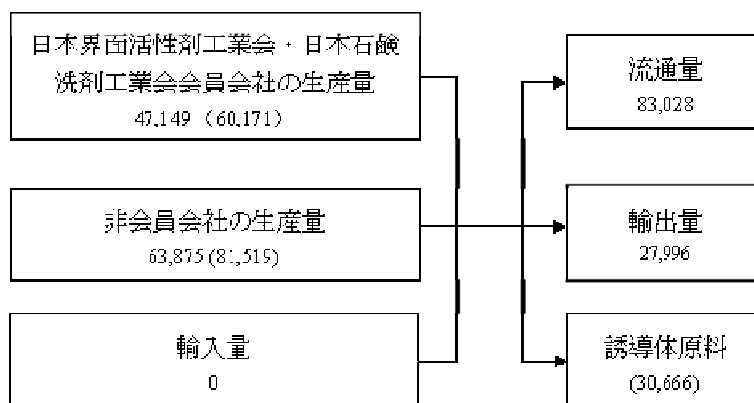 日本界面活性剤工業会・日本石鹸
洗剤工業会会員会社の生産量
47,149 （60,171）
非会員会社の生産量
63,875(81,519)
輸入量
0
流通量
83,028
輸出量
27,996
誘導体原料
(30,666)